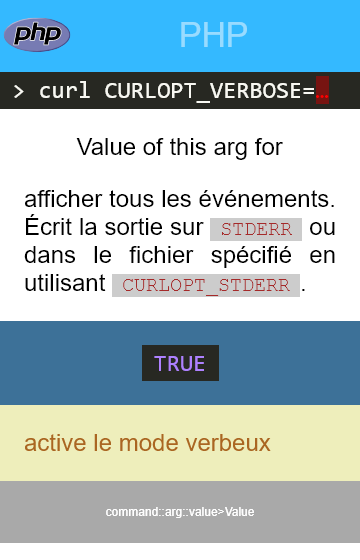 php
PHP
> curl CURLOPT_VERBOSE=…
Value of this arg for
afficher tous les événements.
Écrit la sortie sur STDERR ou
dans le fichier spécifié en
utilisant CURLOPT_STDERR.
TRUE
active le mode verbeux
command::arg::value>Value